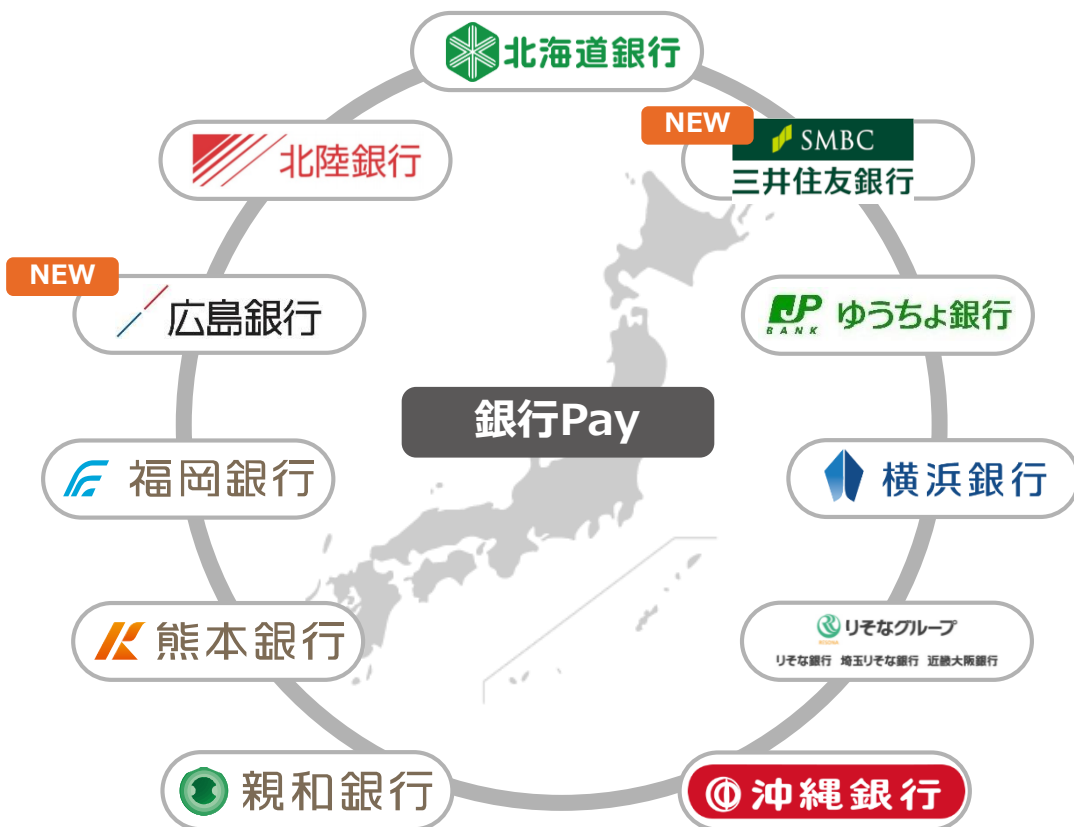 北海道銀行
NEW
SMBC
三井住友銀行
北陸銀行
NEW
広島銀行
JP
BANK
ゆうちょ銀行
銀行Pay
福岡銀行
横浜銀行
熊本銀行
りそなグループ
RESONA
りそな銀行 埼玉りそな銀行 近畿大阪銀行
親和銀行
沖縄銀行